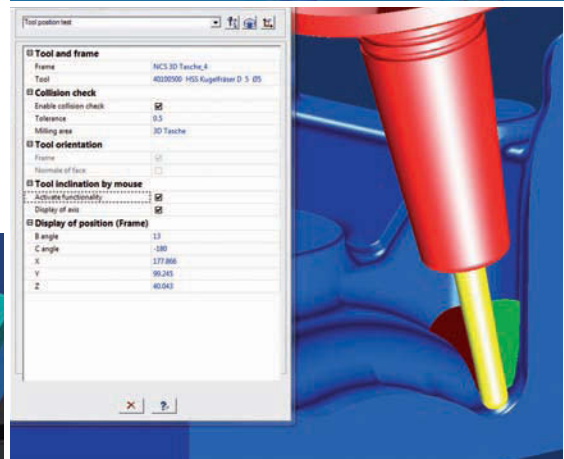 Tool position test
Tool and frame
Frame NCS 3D Tasche_4
Tool 40200500 HSS Kugelfräser D 5 Ø5
Collision check
Enable collision check
Tolerance 0.5
Milling area 3D Tasche
Tool orientation
Frame
Normale of face
Tool inclination by mouse
Activate functionality
Display of axis
Display of position (Frame)
B angle 13
C angle -180
X 177.866
Y 99.245
Z 40.043